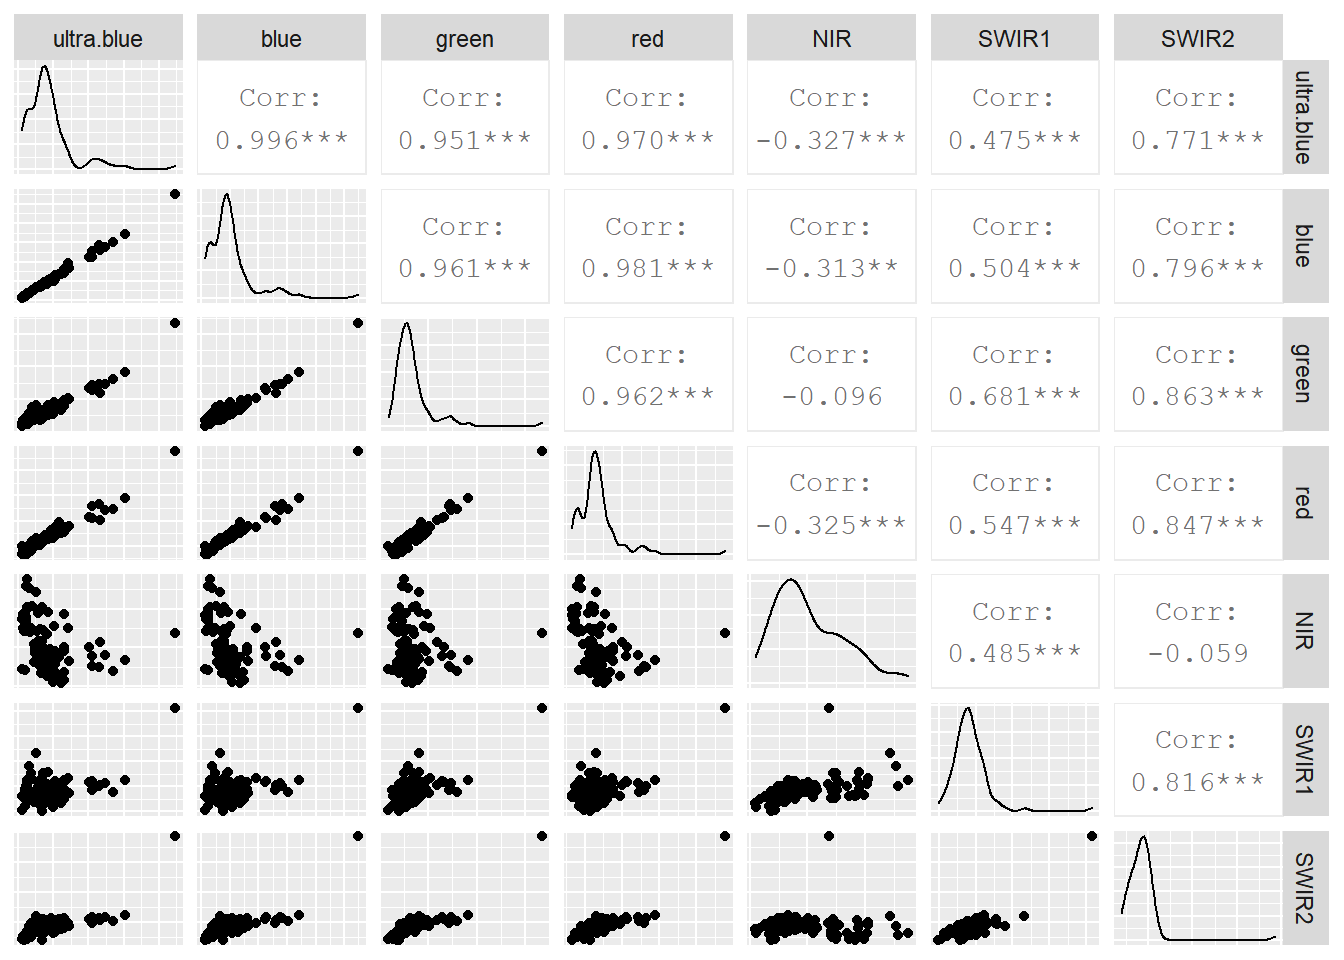 ultra.blue blue green red NIR SWIR1 SWIR2
Corr: Corr: Corr: Corr: Corr: Corr:
0.996*** 0.951*** 0.970*** -0.327*** 0.475*** 0.771***
ultra.blue
Corr: Corr: Corr: Corr: Corr:
0.961*** 0.981*** -0.313** 0.504*** 0.796***
blue
Corr: Corr: Corr: Corr:
0.962*** -0.096 0.681*** 0.863***
green
Corr: Corr: Corr:
-0.325*** 0.547*** 0.847***
red
Corr: Corr:
0.485*** -0.059
NIR
Corr:
0.816***
SWIR1
SWIR2